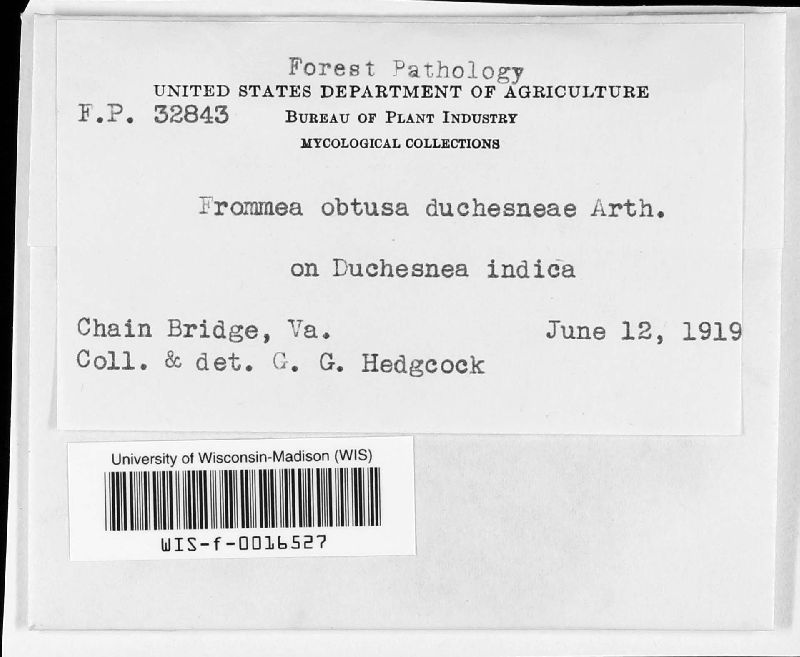 Forest Pathology
UNITED STATES DEPARTMENT OF AGRICULTURE
F.P. 32843 BUREAU OF PLANT INDUSTRY
MYCOLOGICAL COLLECTIONS
Frommea obtusa duchesneae Arth.
on Duchesnea indica
Chain Bridge, Va. June 12, 1919
Coll. & det. G. G. Hedgcock
University of Wisconsin-Madison (WIS)
WIS-f-0016527